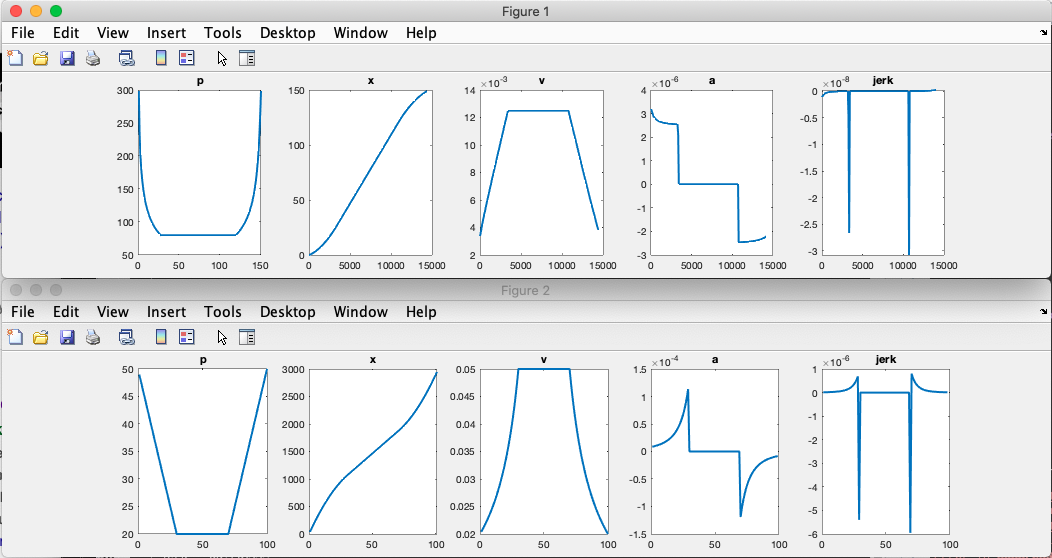 Figure 1
File Edit View Insert Tools Desktop Window Help
p x v a jerk
×10⁻³ ×10⁻⁶ ×10⁻⁸
300 250 200 150 100 50
0 50 100 150
150 100 50 0
0 5000 10000 15000
14 12 10 8 6 4 2
0 5000 10000 15000
4 3 2 1 0 -1 -2 -3
0 5000 10000 15000
0 -0.5 -1 -1.5 -2 -2.5 -3
0 5000 10000 15000
Figure 2
File Edit View Insert Tools Desktop Window Help
p x v a jerk
×10⁻⁴ ×10⁻⁶
50 45 40 35 30 25 20
0 50 100
3000 2500 2000 1500 1000 500 0
0 50 100
0.05 0.045 0.04 0.035 0.03 0.025 0.02
0 50 100
1.5 1 0.5 0 -0.5 -1 -1.5
0 50 100
1 0 -1 -2 -3 -4 -5 -6
0 50 100